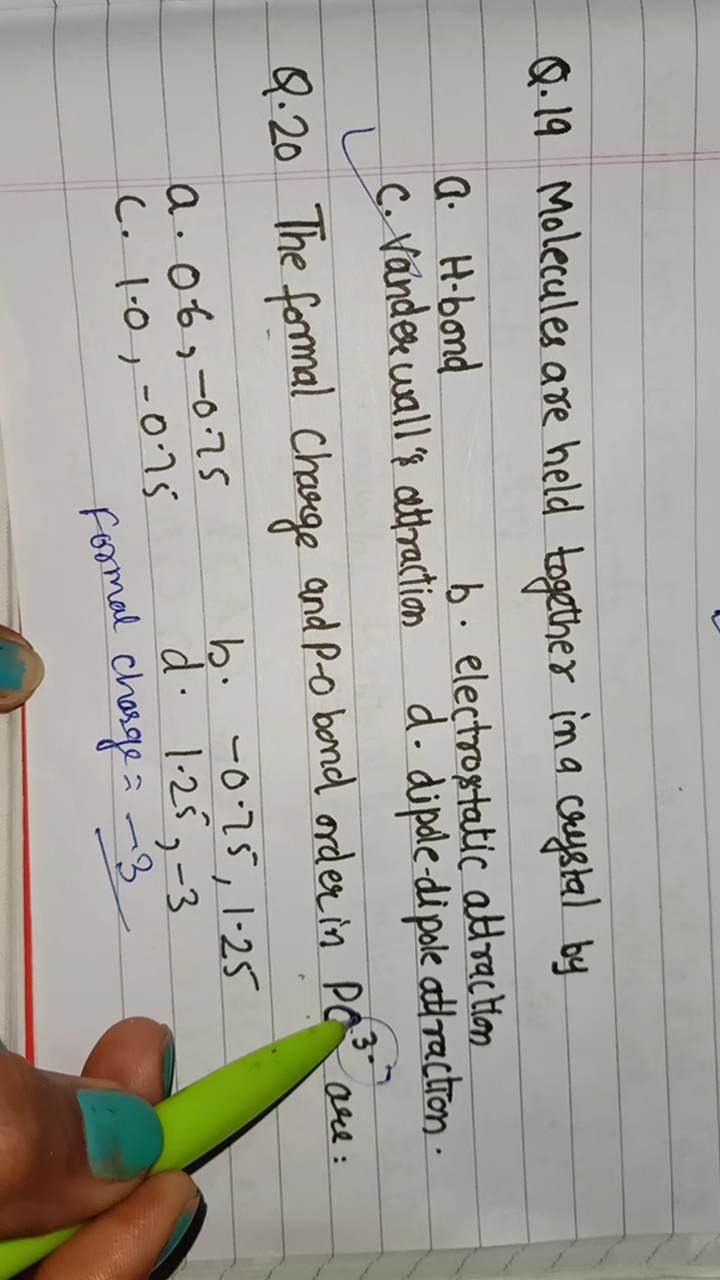 Q.19 Molecules are held together in a crystal by
a. H-bond b. electrostatic attraction
c. Vander wall's attraction d. dipole-dipole attraction.
Q.20 The formal charge and P-O bond order in 3- are:
a. 0.6, -0.75 b. -0.75, 1.25
c. 1.0, -0.75 d. 1.25, -3
Formal charge = -3